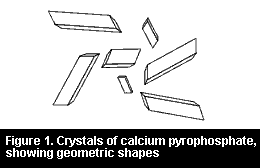 Figure 1. Crystals of calcium pyrophosphate,
showing geometric shapes